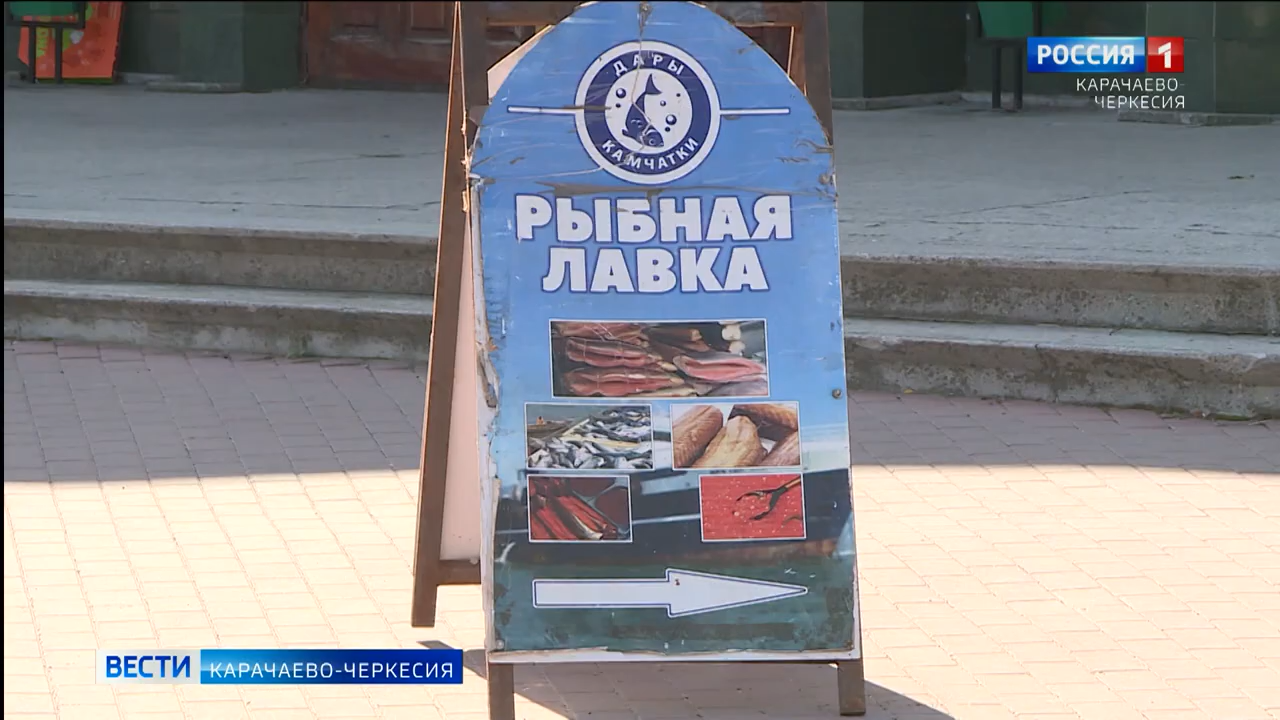 РОССИЯ 1
КАРАЧАЕВО-
ЧЕРКЕСИЯ
ДАРЫ
КАМЧАТКИ
РЫБНАЯ
ЛАВКА
ВЕСТИ КАРАЧАЕВО-ЧЕРКЕСИЯ